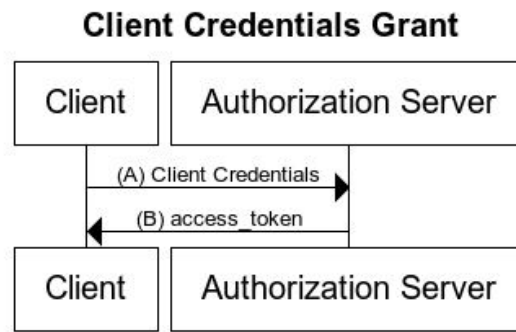 Client Credentials Grant
Client
Authorization Server
(A) Client Credentials
(B) access_token
Client
Authorization Server